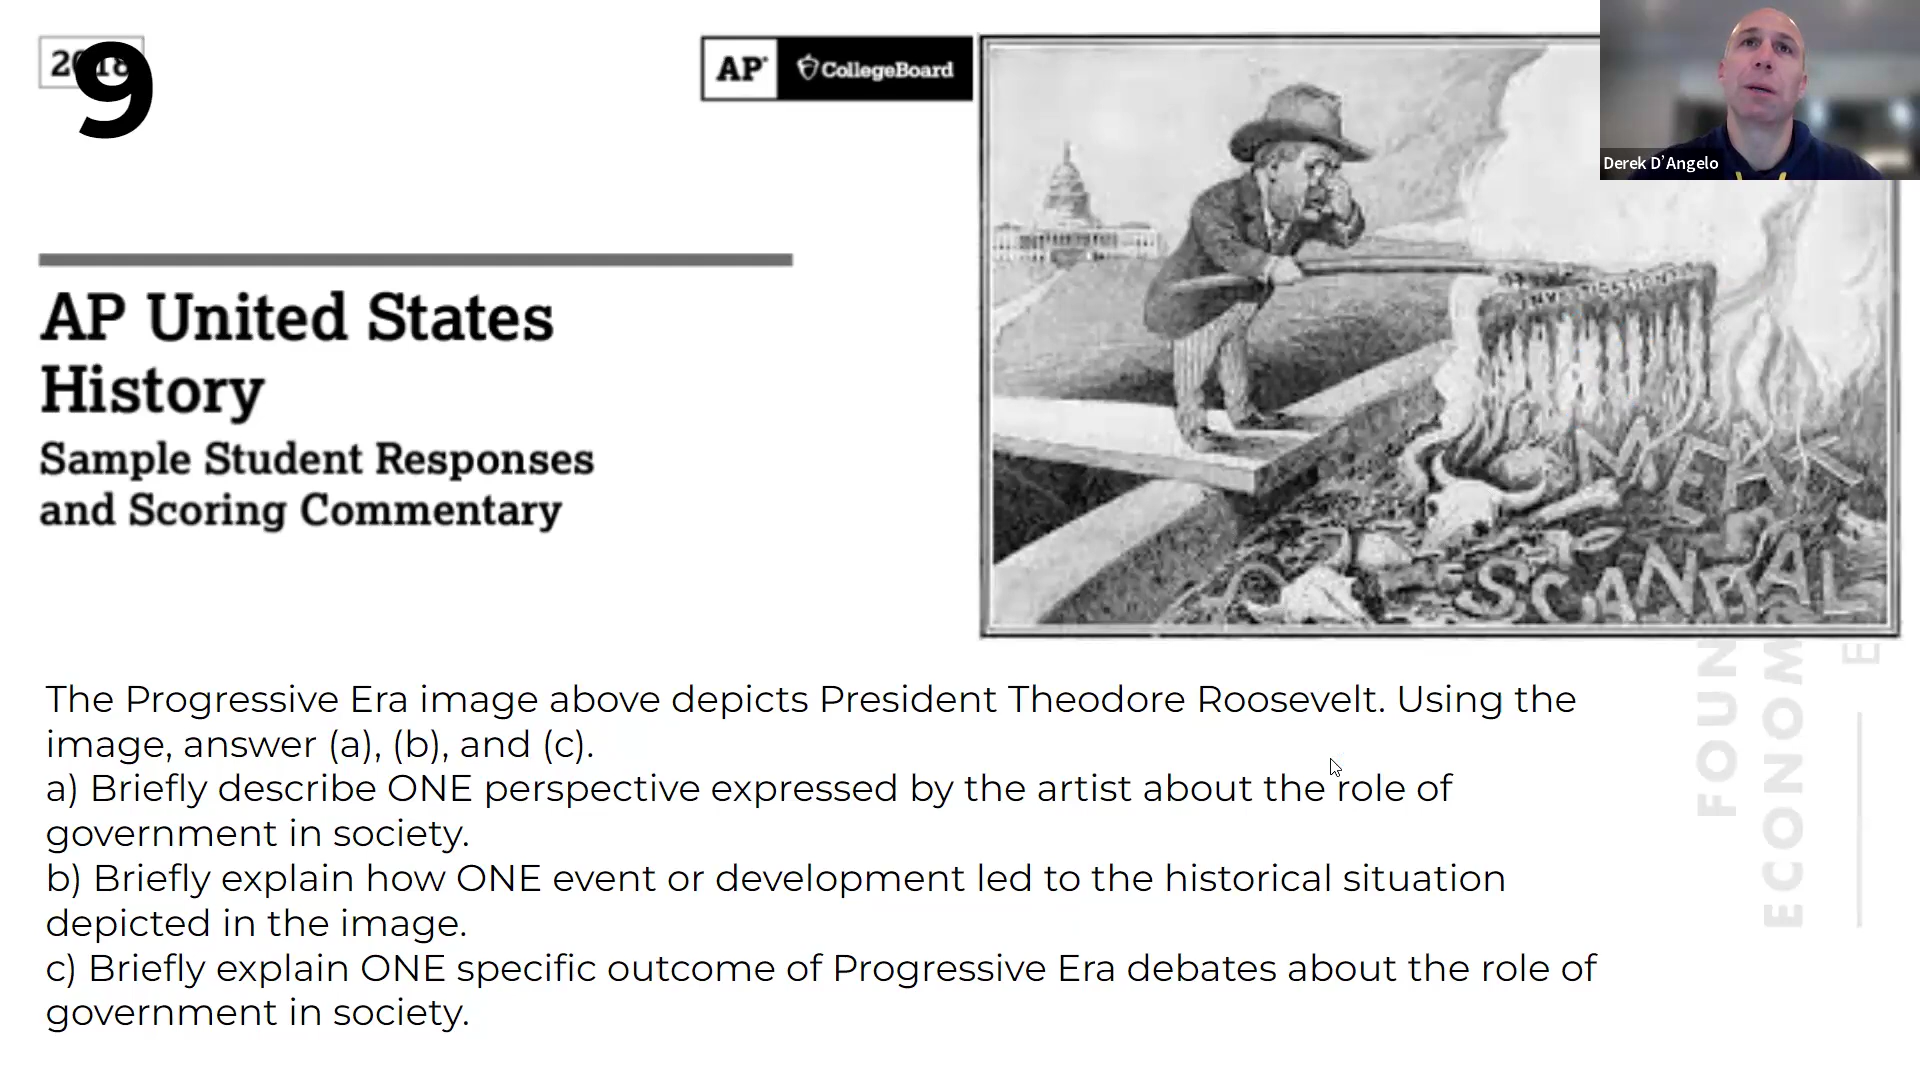 2018
9
AP® CollegeBoard
Derek D'Angelo
AP United States
History
Sample Student Responses
and Scoring Commentary
INVESTIGATION
MEAT
SCANDAL
The Progressive Era image above depicts President Theodore Roosevelt. Using the
image, answer (a), (b), and (c).
a) Briefly describe ONE perspective expressed by the artist about the role of
government in society.
b) Briefly explain how ONE event or development led to the historical situation
depicted in the image.
c) Briefly explain ONE specific outcome of Progressive Era debates about the role of
government in society.
FOUN
ECONOM
E